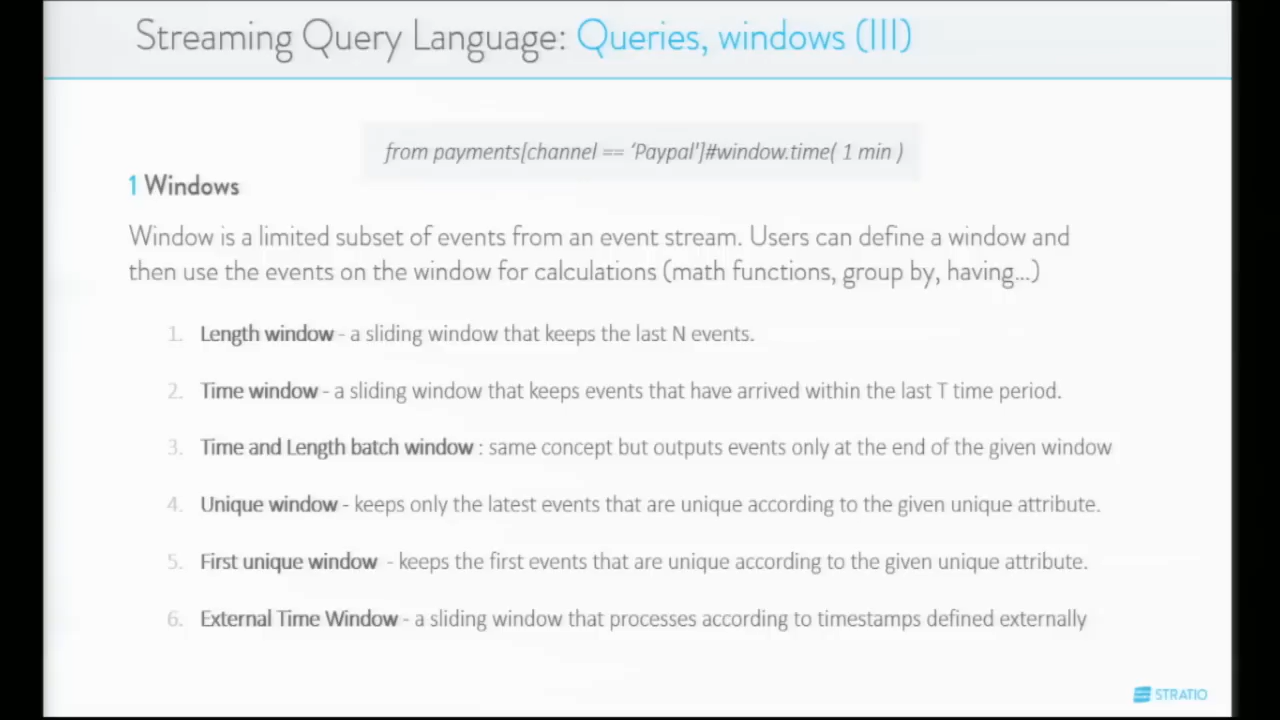 Streaming Query Language: Queries, windows (III)
from payments[channel == ‘Paypal']#window.time( 1 min )
1 Windows
Window is a limited subset of events from an event stream. Users can define a window and
then use the events on the window for calculations (math functions, group by, having...)
1. Length window - a sliding window that keeps the last N events.
2. Time window - a sliding window that keeps events that have arrived within the last T time period.
3. Time and Length batch window : same concept but outputs events only at the end of the given window
4. Unique window - keeps only the latest events that are unique according to the given unique attribute.
5. First unique window - keeps the first events that are unique according to the given unique attribute.
6. External Time Window - a sliding window that processes according to timestamps defined externally
STRATIO